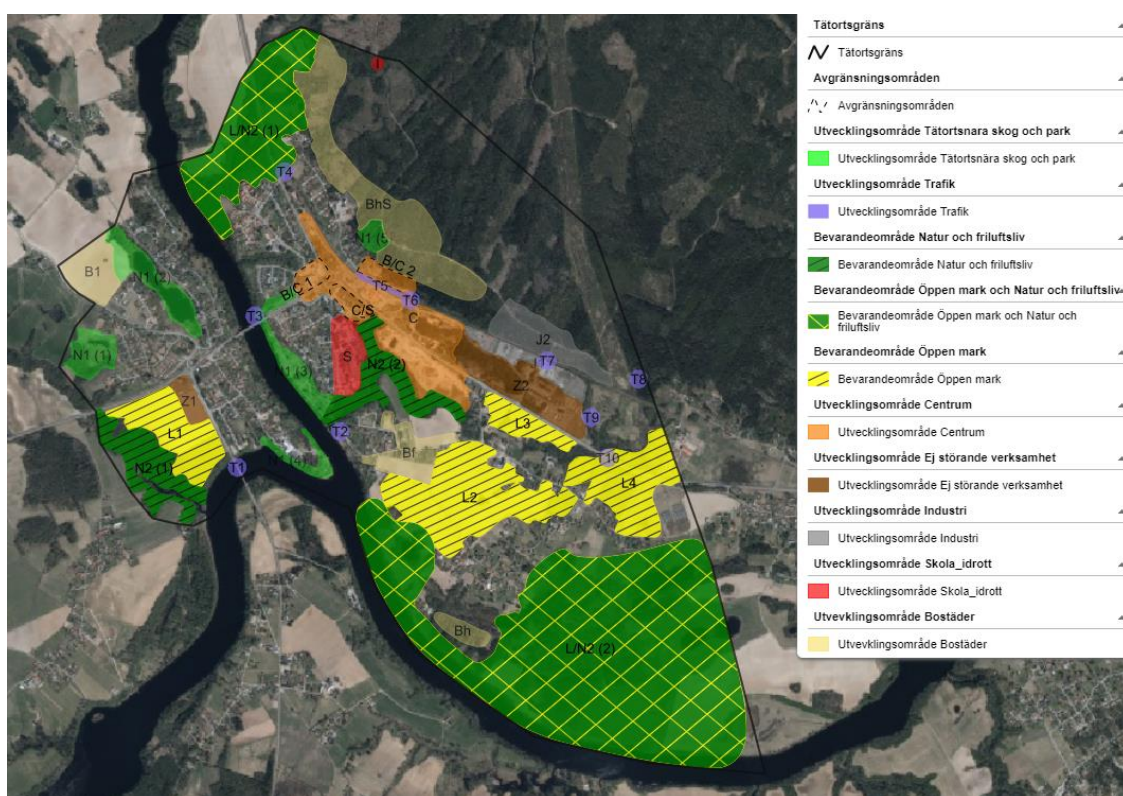 Tätortsgräns
Tätortsgräns
Avgränsningsområden
Avgränsningsområden
Utvecklingsområde Tätortsnara skog och park
Utvecklingsområde Tätortsnära skog och park
Utvecklingsområde Trafik
Utvecklingsområde Trafik
Bevarandeområde Natur och friluftsliv
Bevarandeområde Natur och friluftsliv
Bevarandeområde Öppen mark och Natur och friluftsliv
Bevarandeområde Öppen mark och Natur och
friluftsliv
Bevarandeområde Öppen mark
Bevarandeområde Öppen mark
Utvecklingsområde Centrum
Utvecklingsområde Centrum
Utvecklingsområde Ej störande verksamhet
Utvecklingsområde Ej störande verksamhet
Utvecklingsområde Industri
Utvecklingsområde Industri
Utvecklingsområde Skola_idrott
Utvecklingsområde Skola_idrott
Utvevklingsområde Bostäder
Utvevklingsområde Bostäder
I
L/N2 (1)
T4
BhS
N1 (5)
B1
N1 (2)
B/C 2
B/C 1
T5
T6
T3
C/S
C
J2
N1 (1)
S
N2 (2)
T7
N1 (3)
Z2
T8
Z1
L1
L3
T9
T2
Bf
N2 (1)
T1
N1 (4)
T10
L2
L4
Bh
L/N2 (2)